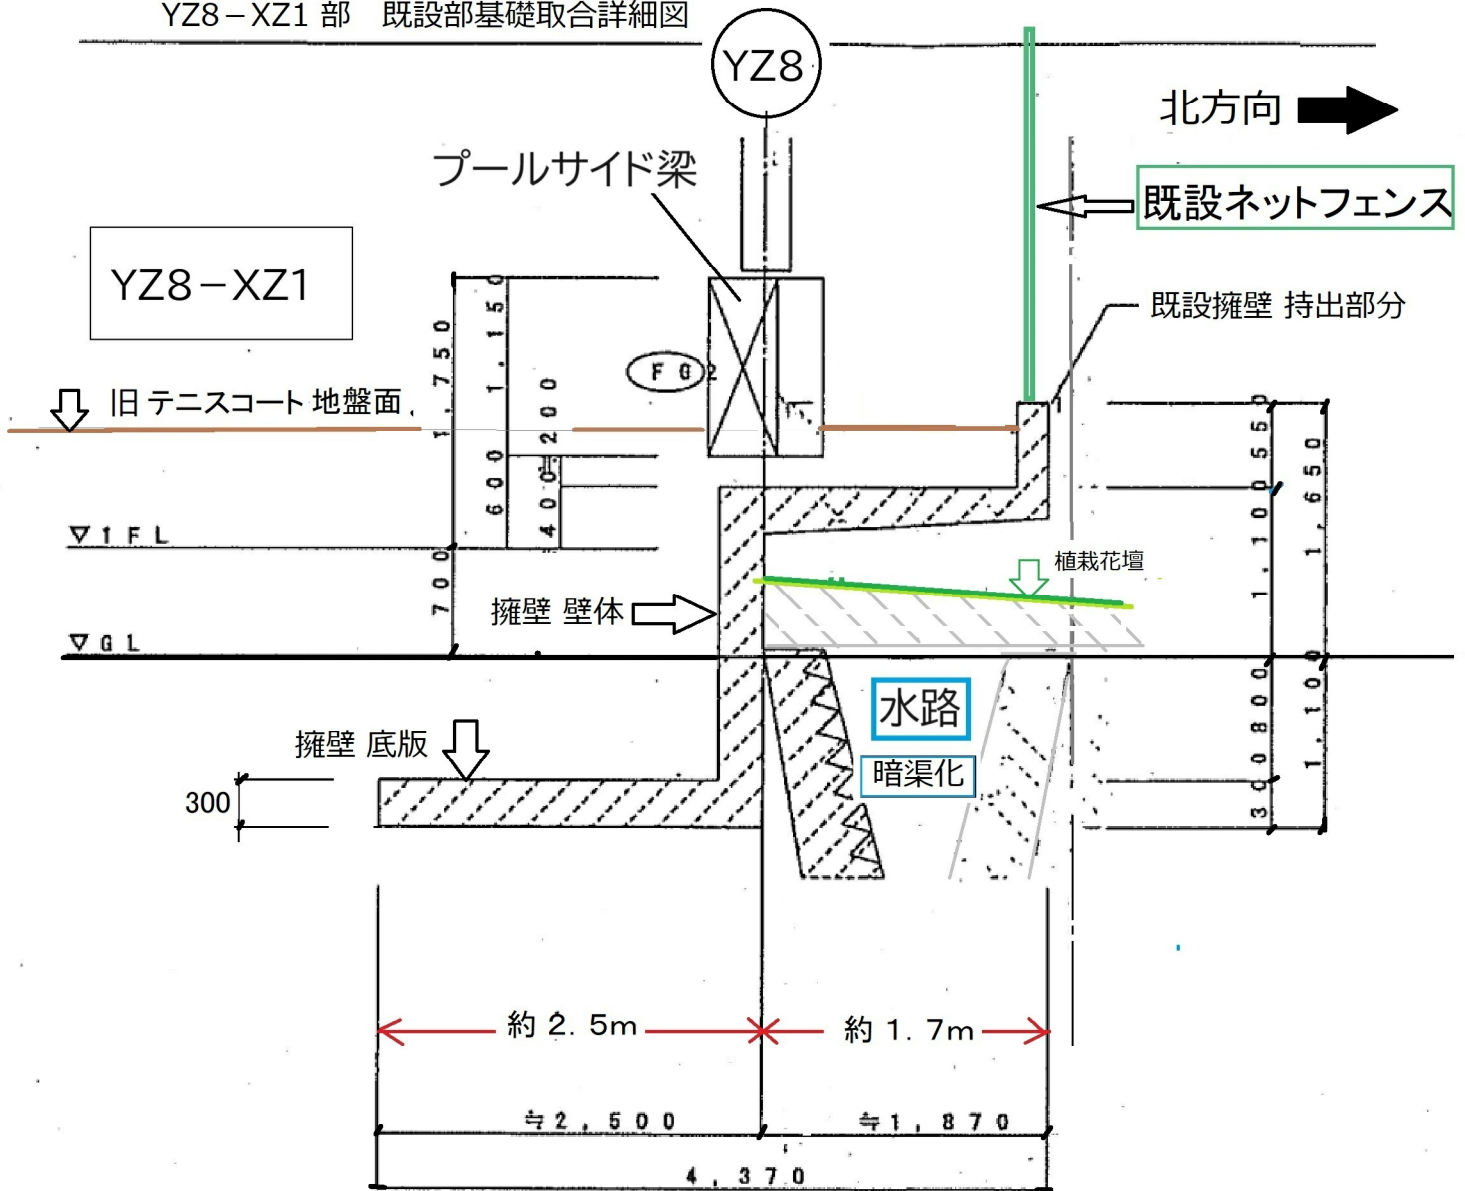 YZ8－XZ1 部　既設部基礎取合詳細図
YZ8
北方向
プールサイド梁
既設ネットフェンス
YZ8－XZ1
既設擁壁 持出部分
1,150
1,750
FG2
旧 テニスコート 地盤面
200
600
400
550
1,650
1,100
▽1FL
植栽花壇
700
擁壁 壁体
▽GL
水路
擁壁 底版
暗渠化
800
1,100
300
300
約 2.5m
約 1.7m
≒2,500
≒1,870
4,370